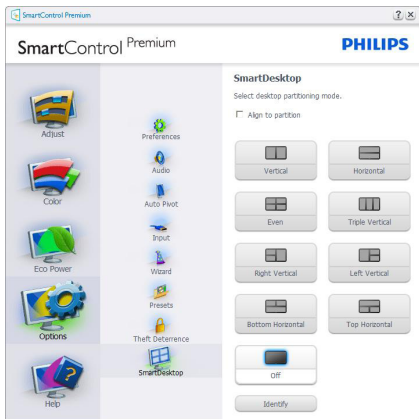 SmartControl Premium
SmartControl Premium
PHILIPS
Adjust
Color
Eco Power
Options
Help
Preferences
Audio
Auto Pivot
Input
Wizard
Presets
Theft Deterrence
SmartDesktop
SmartDesktop
Select desktop partitioning mode.
Align to partition
Vertical
Horizontal
Even
Triple Vertical
Right Vertical
Left Vertical
Bottom Horizontal
Top Horizontal
Off
Identify